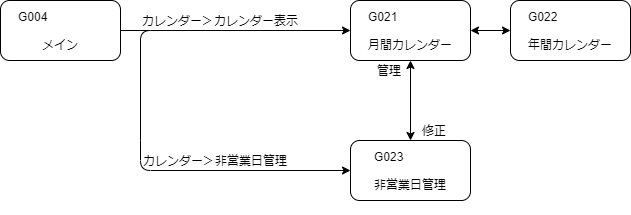 G004
メイン
カレンダー＞カレンダー表示
G021
月間カレンダー
G022
年間カレンダー
管理
修正
カレンダー＞非営業日管理
G023
非営業日管理